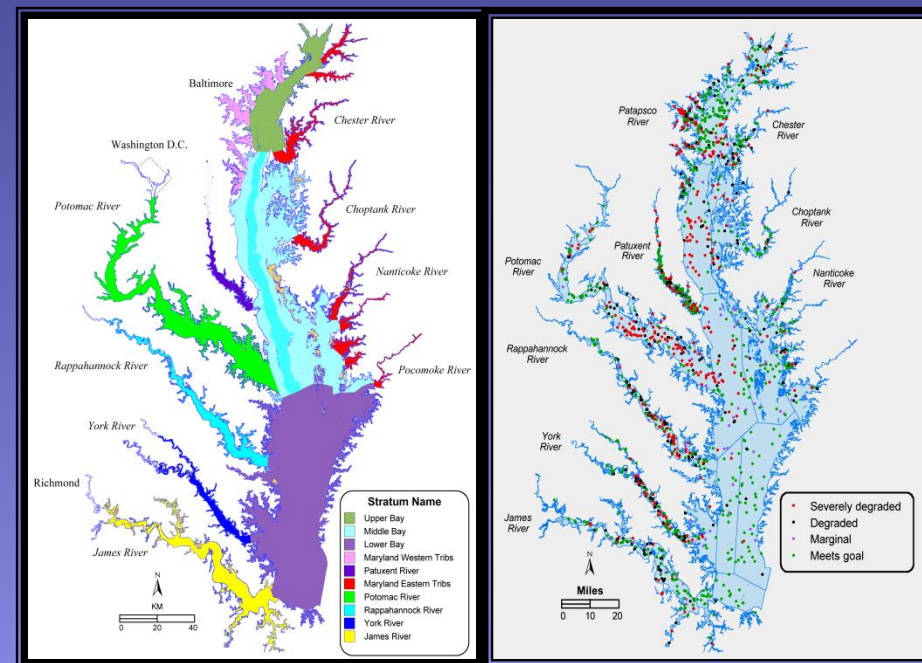 Baltimore
Chester River
Washington D.C.
Potomac River
Choptank River
Nanticoke River
Rappahannock River
Pocomoke River
York River
Richmond
James River
N
KM
0 20 40
Stratum Name
Upper Bay
Middle Bay
Lower Bay
Maryland Western Tribs
Patuxent River
Maryland Eastern Tribs
Potomac River
Rappahannock River
York River
James River
Patapsco
River
Chester
River
Choptank
River
Patuxent
River
Potomac
River
Nanticoke
River
Rappahannock
River
York
River
James
River
N
Miles
0 10 20
Severely degraded
Degraded
Marginal
Meets goal